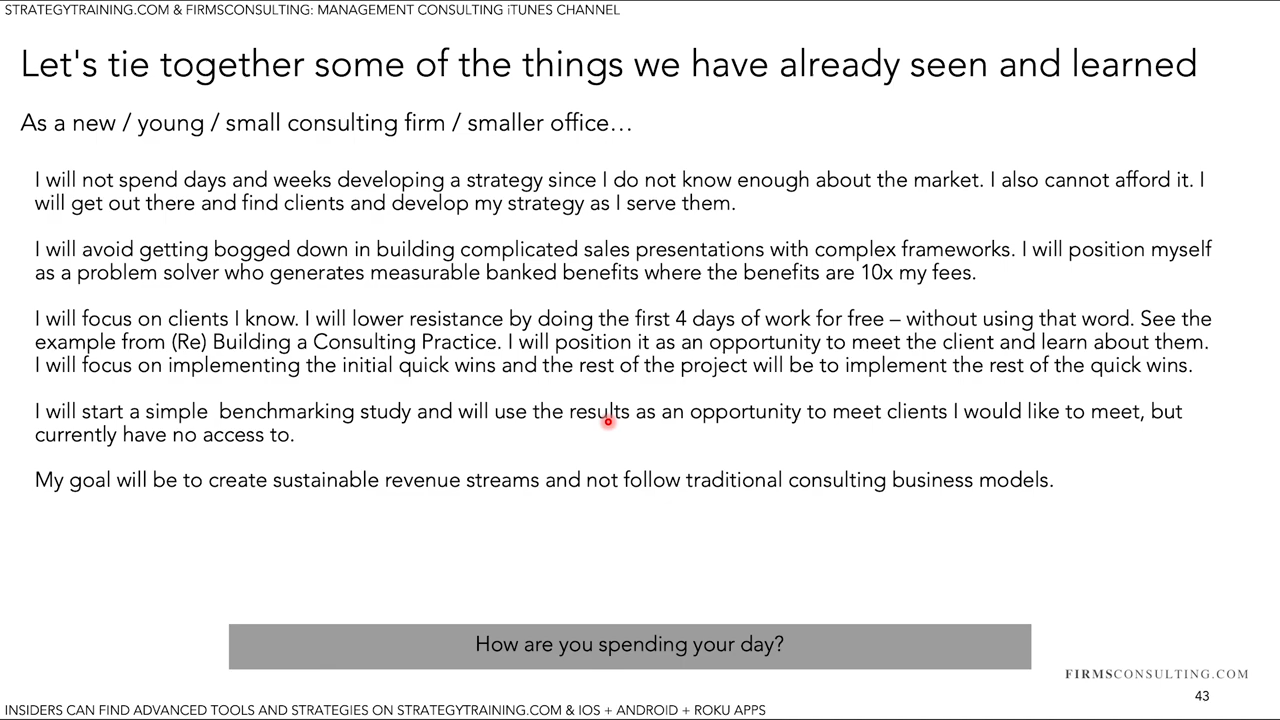 STRATEGYTRAINING.COM & FIRMSCONSULTING: MANAGEMENT CONSULTING iTUNES CHANNEL
Let's tie together some of the things we have already seen and learned
As a new / young / small consulting firm / smaller office…
I will not spend days and weeks developing a strategy since I do not know enough about the market. I also cannot afford it. I
will get out there and find clients and develop my strategy as I serve them.
I will avoid getting bogged down in building complicated sales presentations with complex frameworks. I will position myself
as a problem solver who generates measurable banked benefits where the benefits are 10x my fees.
I will focus on clients I know. I will lower resistance by doing the first 4 days of work for free – without using that word. See the
example from (Re) Building a Consulting Practice. I will position it as an opportunity to meet the client and learn about them.
I will focus on implementing the initial quick wins and the rest of the project will be to implement the rest of the quick wins.
I will start a simple  benchmarking study and will use the results as an opportunity to meet clients I would like to meet, but
currently have no access to.
My goal will be to create sustainable revenue streams and not follow traditional consulting business models.
How are you spending your day?
FIRMSCONSULTING.COM
43
INSIDERS CAN FIND ADVANCED TOOLS AND STRATEGIES ON STRATEGYTRAINING.COM & IOS + ANDROID + ROKU APPS